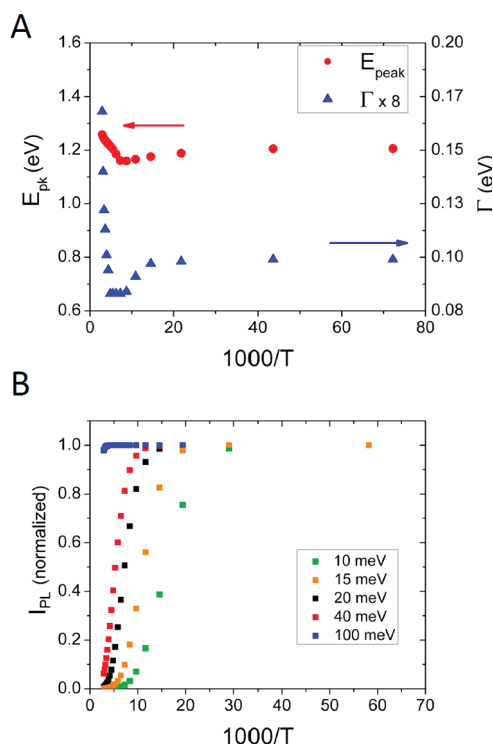 A
1.6
1.4
1.2
1.0
0.8
0.6
E_pk (eV)
E_peak
Γ x 8
0.20
0.17
0.15
0.13
0.10
0.08
Γ (eV)
0 20 40 60 80
1000/T
B
1.0
0.8
0.6
0.4
0.2
0.0
I_PL (normalized)
10 meV
15 meV
20 meV
40 meV
100 meV
0 10 20 30 40 50 60 70
1000/T